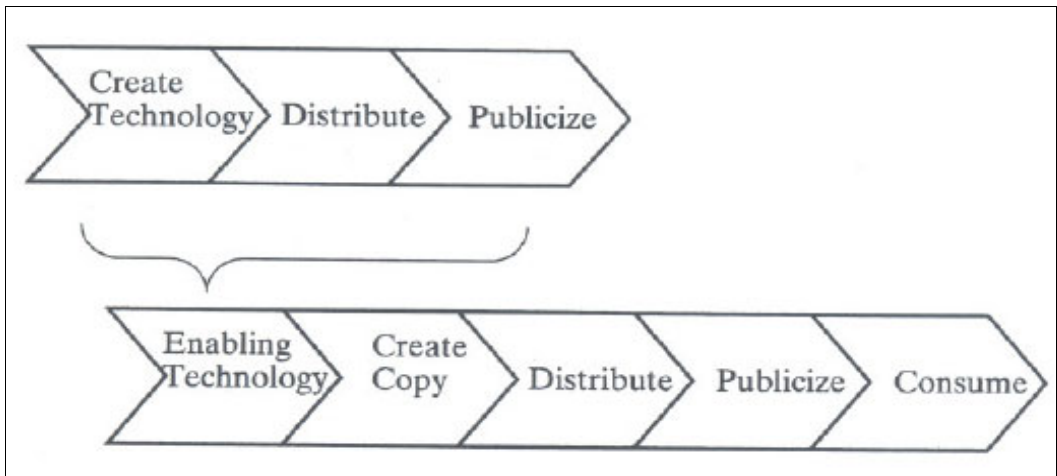 Create
Technology
Distribute
Publicize
Enabling
Technology
Create
Copy
Distribute
Publicize
Consume